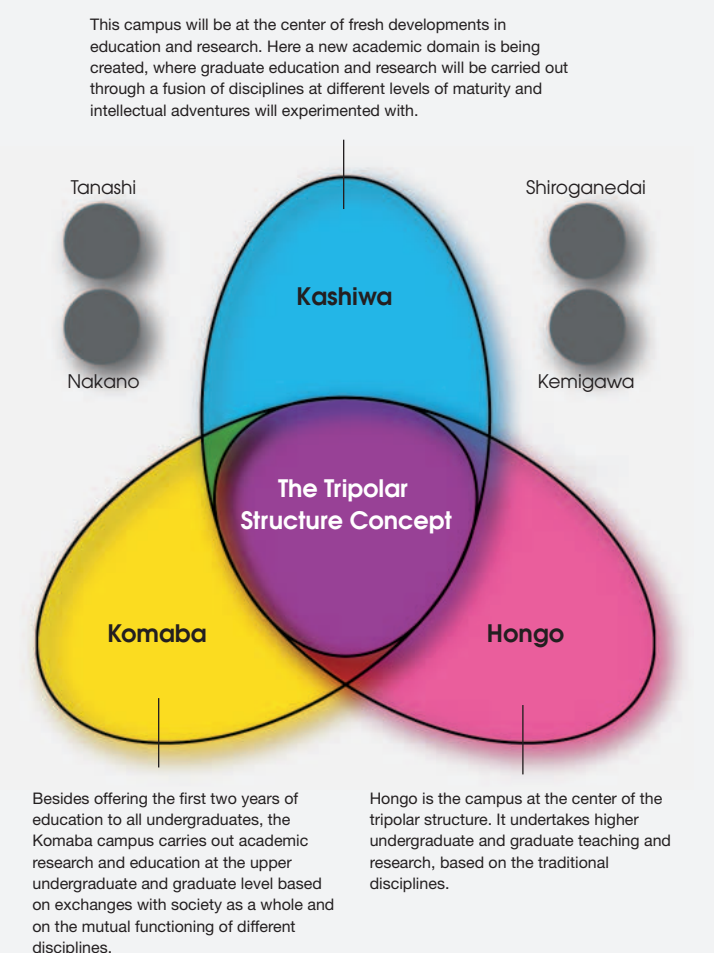 This campus will be at the center of fresh developments in
education and research. Here a new academic domain is being
created, where graduate education and research will be carried out
through a fusion of disciplines at different levels of maturity and
intellectual adventures will experimented with.
Tanashi
Shiroganedai
Kashiwa
Nakano
Kemigawa
The Tripolar
Structure Concept
Komaba
Hongo
Besides offering the first two years of
education to all undergraduates, the
Komaba campus carries out academic
research and education at the upper
undergraduate and graduate level based
on exchanges with society as a whole and
on the mutual functioning of different
disciplines.
Hongo is the campus at the center of the
tripolar structure. It undertakes higher
undergraduate and graduate teaching and
research, based on the traditional
disciplines.